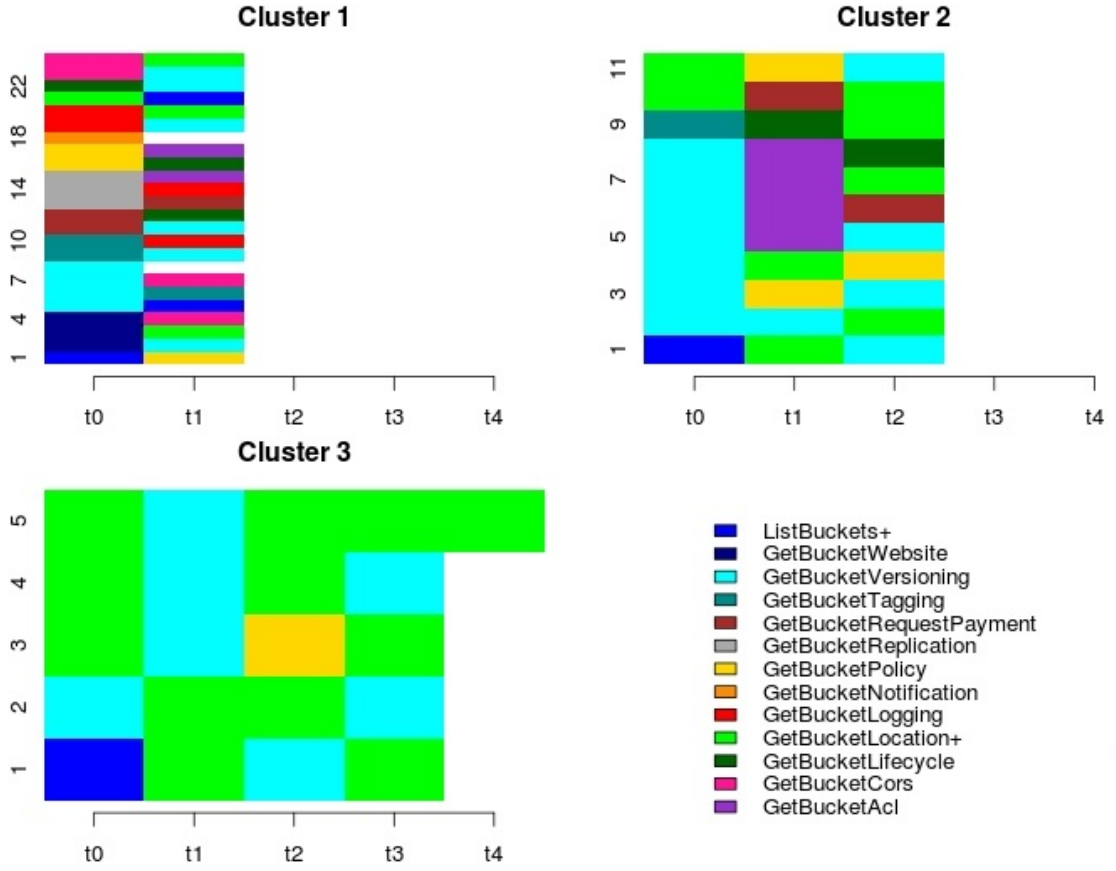 Cluster 1
22
18
14
10
7
4
1
t0 t1 t2 t3 t4
Cluster 2
11
9
7
5
3
1
t0 t1 t2 t3 t4
Cluster 3
5
4
3
2
1
t0 t1 t2 t3 t4
ListBuckets+
GetBucketWebsite
GetBucketVersioning
GetBucketTagging
GetBucketRequestPayment
GetBucketReplication
GetBucketPolicy
GetBucketNotification
GetBucketLogging
GetBucketLocation+
GetBucketLifecycle
GetBucketCors
GetBucketAcl